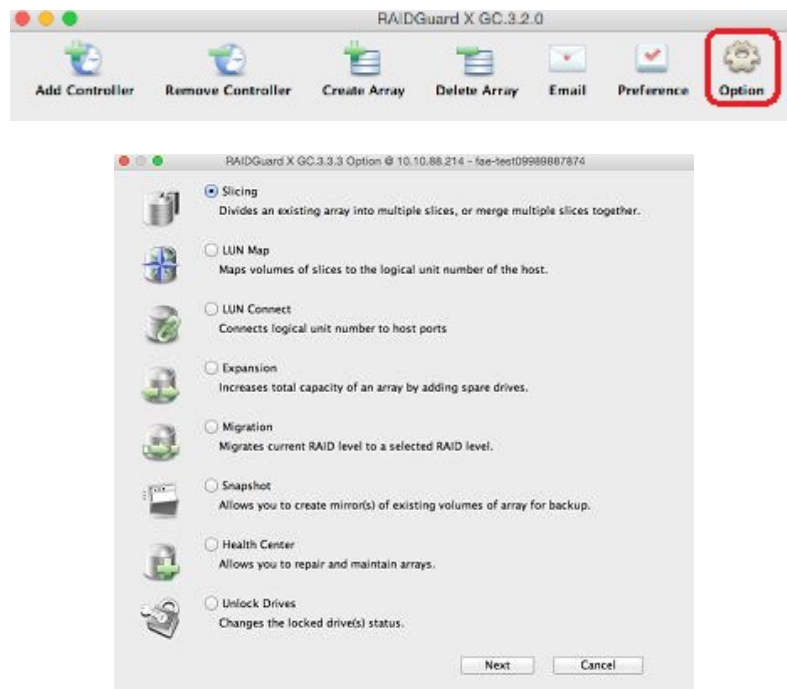 RAIDGuard X GC.3.2.0
Add Controller Remove Controller Create Array Delete Array Email Preference Option
RAIDGuard X GC.3.3.3 Option @ 10.10.88.214 - fae-test09989887874
Slicing
Divides an existing array into multiple slices, or merge multiple slices together.
LUN Map
Maps volumes of slices to the logical unit number of the host.
LUN Connect
Connects logical unit number to host ports
Expansion
Increases total capacity of an array by adding spare drives.
Migration
Migrates current RAID level to a selected RAID level.
Snapshot
Allows you to create mirror(s) of existing volumes of array for backup.
Health Center
Allows you to repair and maintain arrays.
Unlock Drives
Changes the locked drive(s) status.
Next Cancel